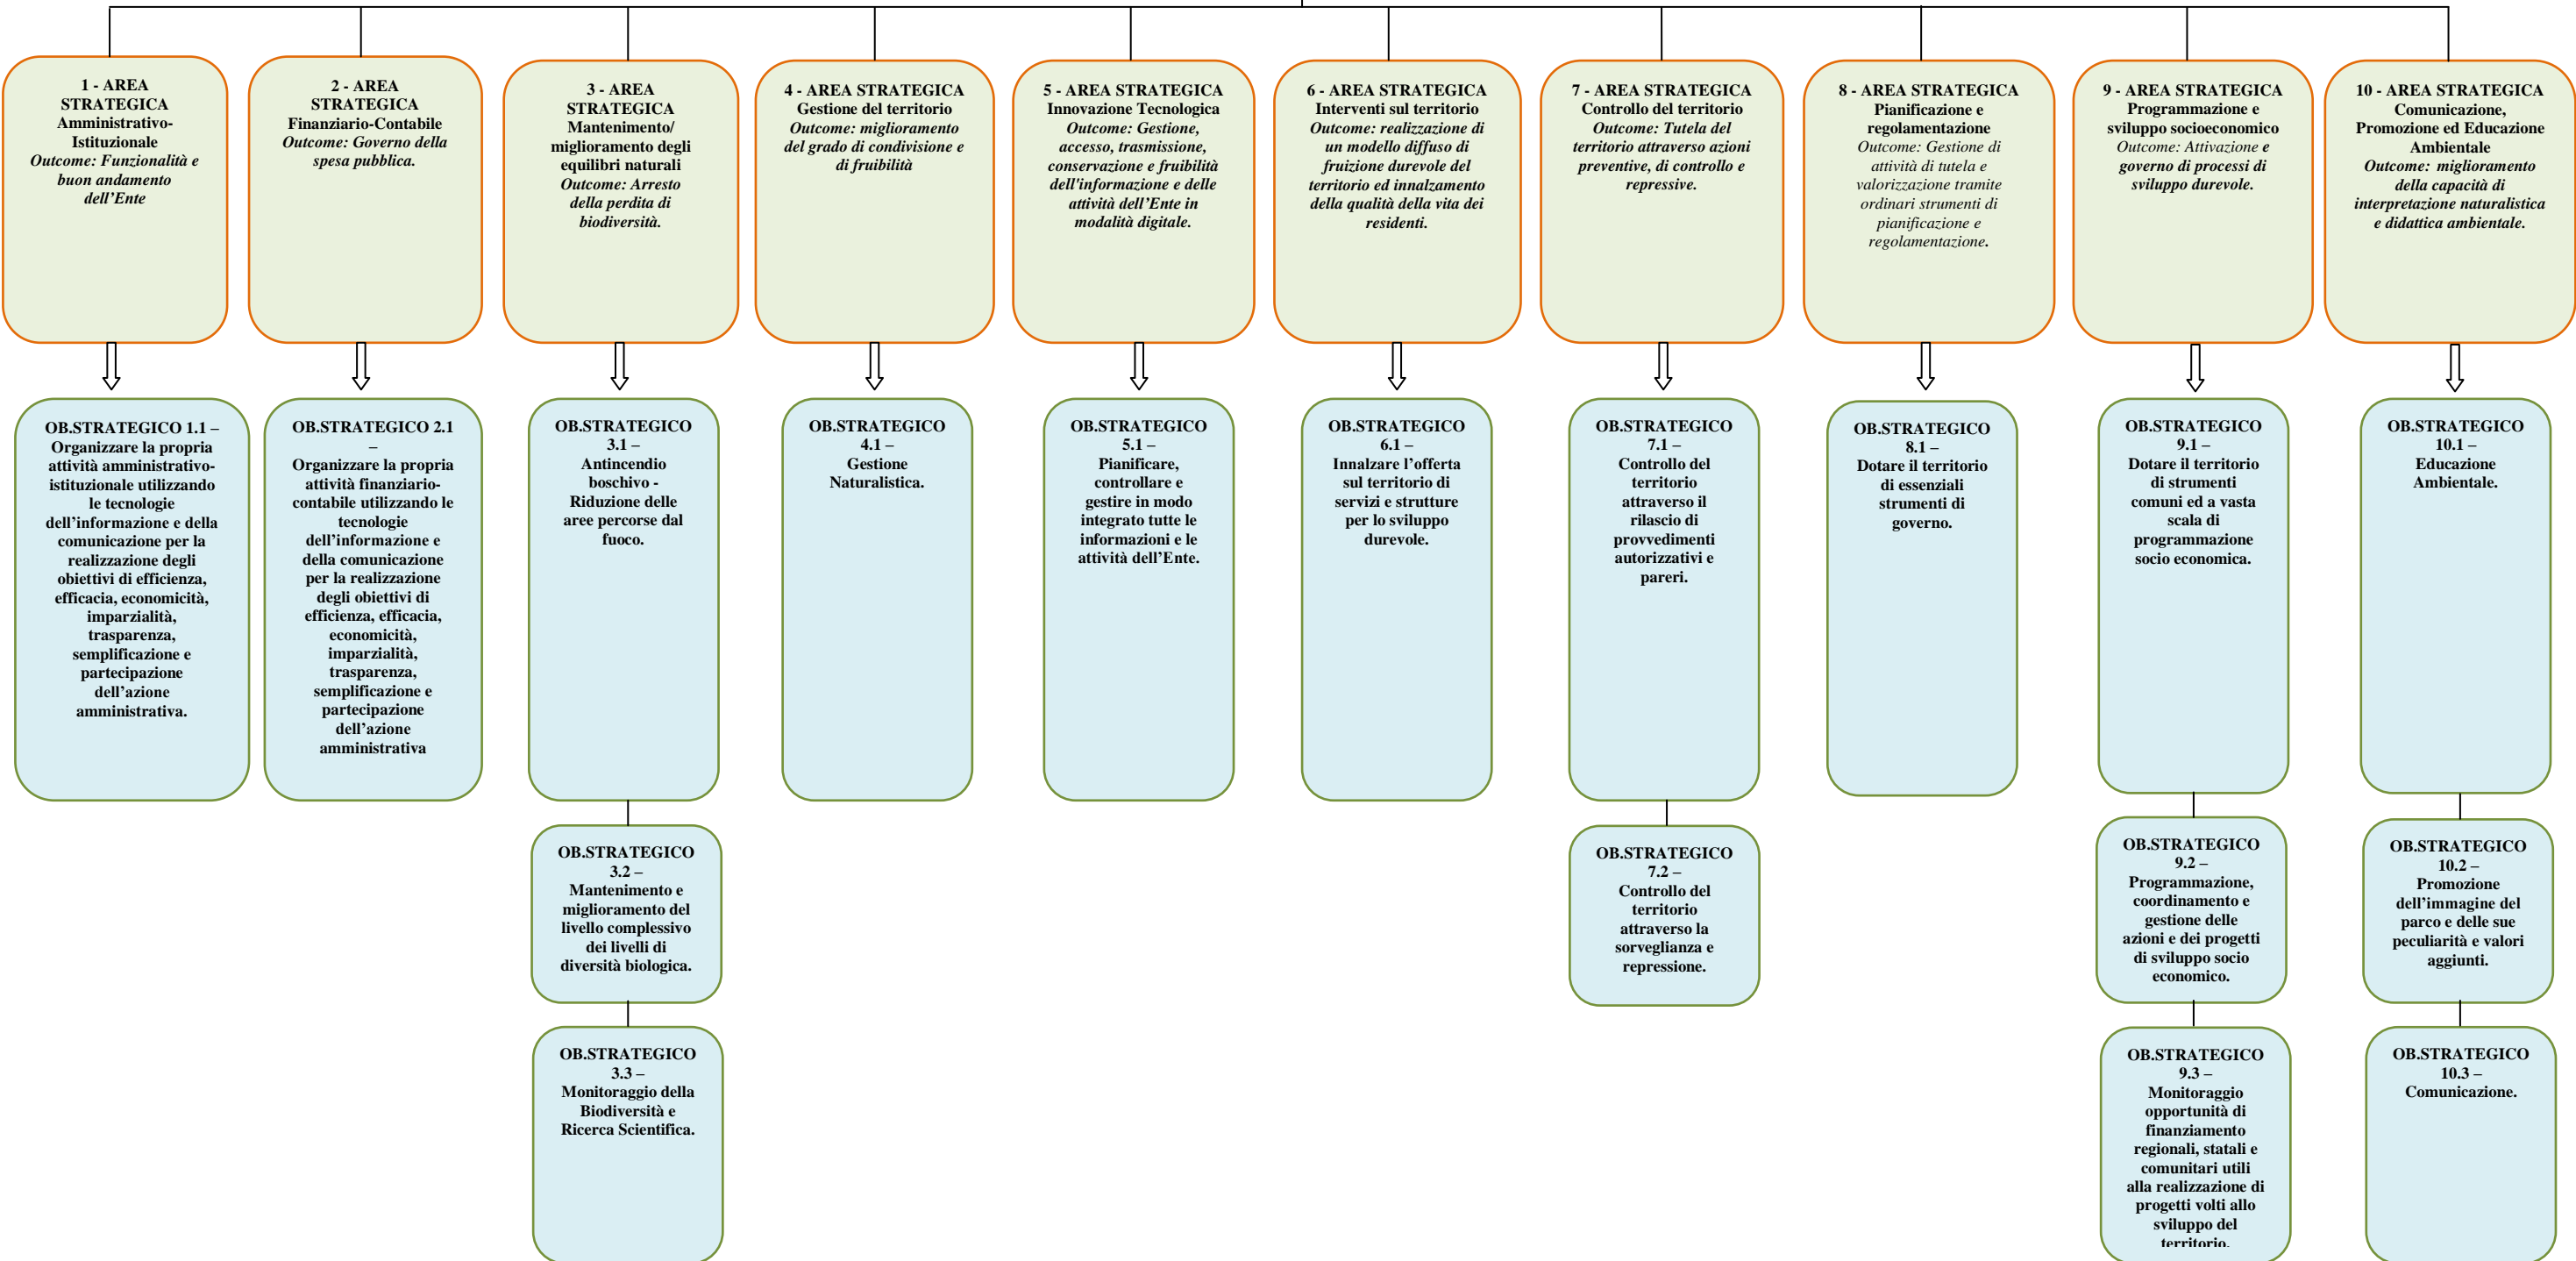 1 - AREA
STRATEGICA
Amministrativo-
Istituzionale
Outcome: Funzionalità e
buon andamento
dell’Ente
2 - AREA
STRATEGICA
Finanziario-Contabile
Outcome: Governo della
spesa pubblica.
3 - AREA
STRATEGICA
Mantenimento/
miglioramento degli
equilibri naturali
Outcome: Arresto
della perdita di
biodiversità.
4 - AREA STRATEGICA
Gestione del territorio
Outcome: miglioramento
del grado di condivisione e
di fruibilità
5 - AREA STRATEGICA
Innovazione Tecnologica
Outcome: Gestione,
accesso, trasmissione,
conservazione e fruibilità
dell'informazione e delle
attività dell’Ente in
modalità digitale.
6 - AREA STRATEGICA
Interventi sul territorio
Outcome: realizzazione di
un modello diffuso di
fruizione durevole del
territorio ed innalzamento
della qualità della vita dei
residenti.
7 - AREA STRATEGICA
Controllo del territorio
Outcome: Tutela del
territorio attraverso azioni
preventive, di controllo e
repressive.
8 - AREA STRATEGICA
Pianificazione e
regolamentazione
Outcome: Gestione di
attività di tutela e
valorizzazione tramite
ordinari strumenti di
pianificazione e
regolamentazione.
9 - AREA STRATEGICA
Programmazione e
sviluppo socioeconomico
Outcome: Attivazione e
governo di processi di
sviluppo durevole.
10 - AREA STRATEGICA
Comunicazione,
Promozione ed Educazione
Ambientale
Outcome: miglioramento
della capacità di
interpretazione naturalistica
e didattica ambientale.
OB.STRATEGICO 1.1 –
Organizzare la propria
attività amministrativo-
istituzionale utilizzando
le tecnologie
dell’informazione e della
comunicazione per la
realizzazione degli
obiettivi di efficienza,
efficacia, economicità,
imparzialità,
trasparenza,
semplificazione e
partecipazione
dell’azione
amministrativa.
OB.STRATEGICO 2.1
–
Organizzare la propria
attività finanziario-
contabile utilizzando le
tecnologie
dell’informazione e
della comunicazione
per la realizzazione
degli obiettivi di
efficienza, efficacia,
economicità,
imparzialità,
trasparenza,
semplificazione e
partecipazione
dell’azione
amministrativa
OB.STRATEGICO
3.1 –
Antincendio
boschivo -
Riduzione delle
aree percorse dal
fuoco.
OB.STRATEGICO
4.1 –
Gestione
Naturalistica.
OB.STRATEGICO
5.1 –
Pianificare,
controllare e
gestire in modo
integrato tutte le
informazioni e le
attività dell’Ente.
OB.STRATEGICO
6.1 –
Innalzare l’offerta
sul territorio di
servizi e strutture
per lo sviluppo
durevole.
OB.STRATEGICO
7.1 –
Controllo del
territorio
attraverso il
rilascio di
provvedimenti
autorizzativi e
pareri.
OB.STRATEGICO
8.1 –
Dotare il territorio
di essenziali
strumenti di
governo.
OB.STRATEGICO
9.1 –
Dotare il territorio
di strumenti
comuni ed a vasta
scala di
programmazione
socio economica.
OB.STRATEGICO
10.1 –
Educazione
Ambientale.
OB.STRATEGICO
3.2 –
Mantenimento e
miglioramento del
livello complessivo
dei livelli di
diversità biologica.
OB.STRATEGICO
7.2 –
Controllo del
territorio
attraverso la
sorveglianza e
repressione.
OB.STRATEGICO
9.2 –
Programmazione,
coordinamento e
gestione delle
azioni e dei progetti
di sviluppo socio
economico.
OB.STRATEGICO
10.2 –
Promozione
dell’immagine del
parco e delle sue
peculiarità e valori
aggiunti.
OB.STRATEGICO
3.3 –
Monitoraggio della
Biodiversità e
Ricerca Scientifica.
OB.STRATEGICO
9.3 –
Monitoraggio
opportunità di
finanziamento
regionali, statali e
comunitari utili
alla realizzazione di
progetti volti allo
sviluppo del
territorio.
OB.STRATEGICO
10.3 –
Comunicazione.